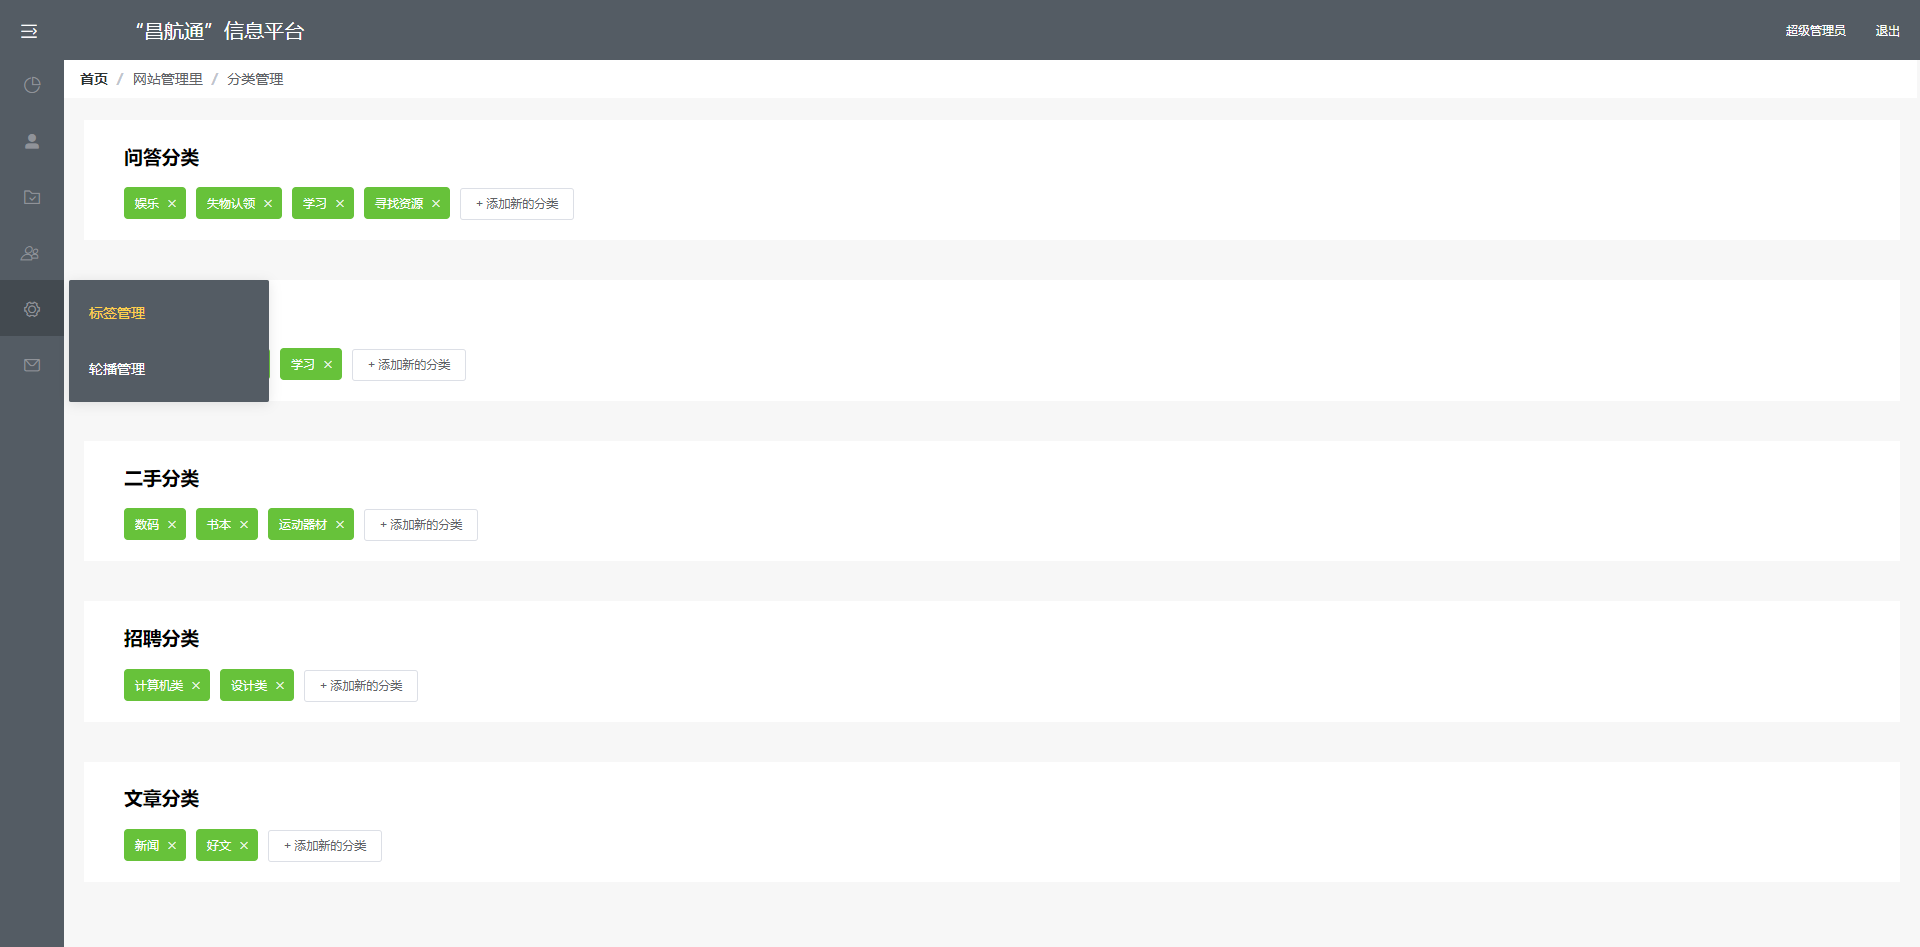 “昌航通”信息平台
超级管理员 退出
首页 / 网站管理里 / 分类管理
问答分类
娱乐 × 失物认领 × 学习 × 寻找资源 × + 添加新的分类
标签管理
轮播管理
学习 × + 添加新的分类
二手分类
数码 × 书本 × 运动器材 × + 添加新的分类
招聘分类
计算机类 × 设计类 × + 添加新的分类
文章分类
新闻 × 好文 × + 添加新的分类